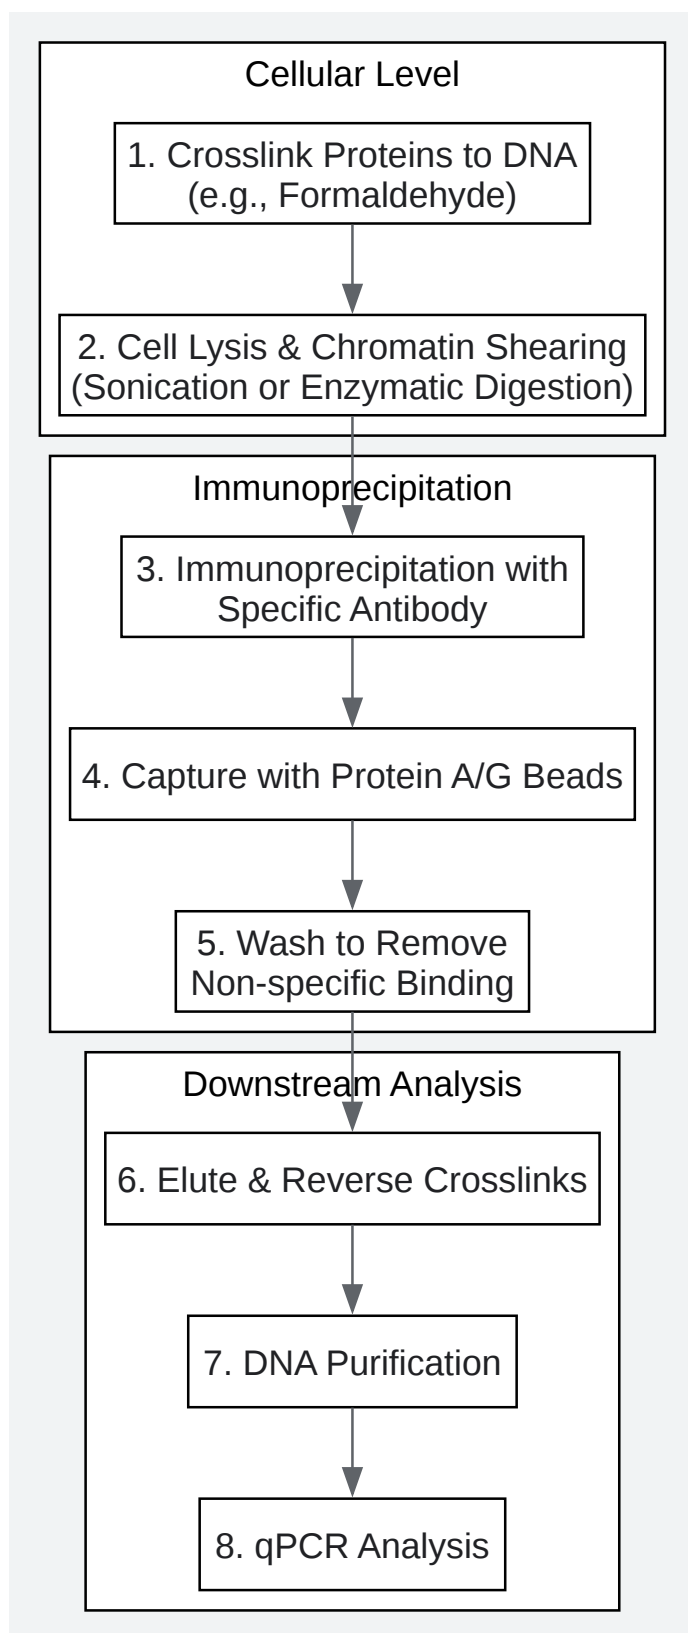 Cellular Level
1. Crosslink Proteins to DNA
(e.g., Formaldehyde)
2. Cell Lysis & Chromatin Shearing
(Sonication or Enzymatic Digestion)
Immunoprecipitation
3. Immunoprecipitation with
Specific Antibody
4. Capture with Protein A/G Beads
5. Wash to Remove
Non-specific Binding
Downstream Analysis
6. Elute & Reverse Crosslinks
7. DNA Purification
8. qPCR Analysis